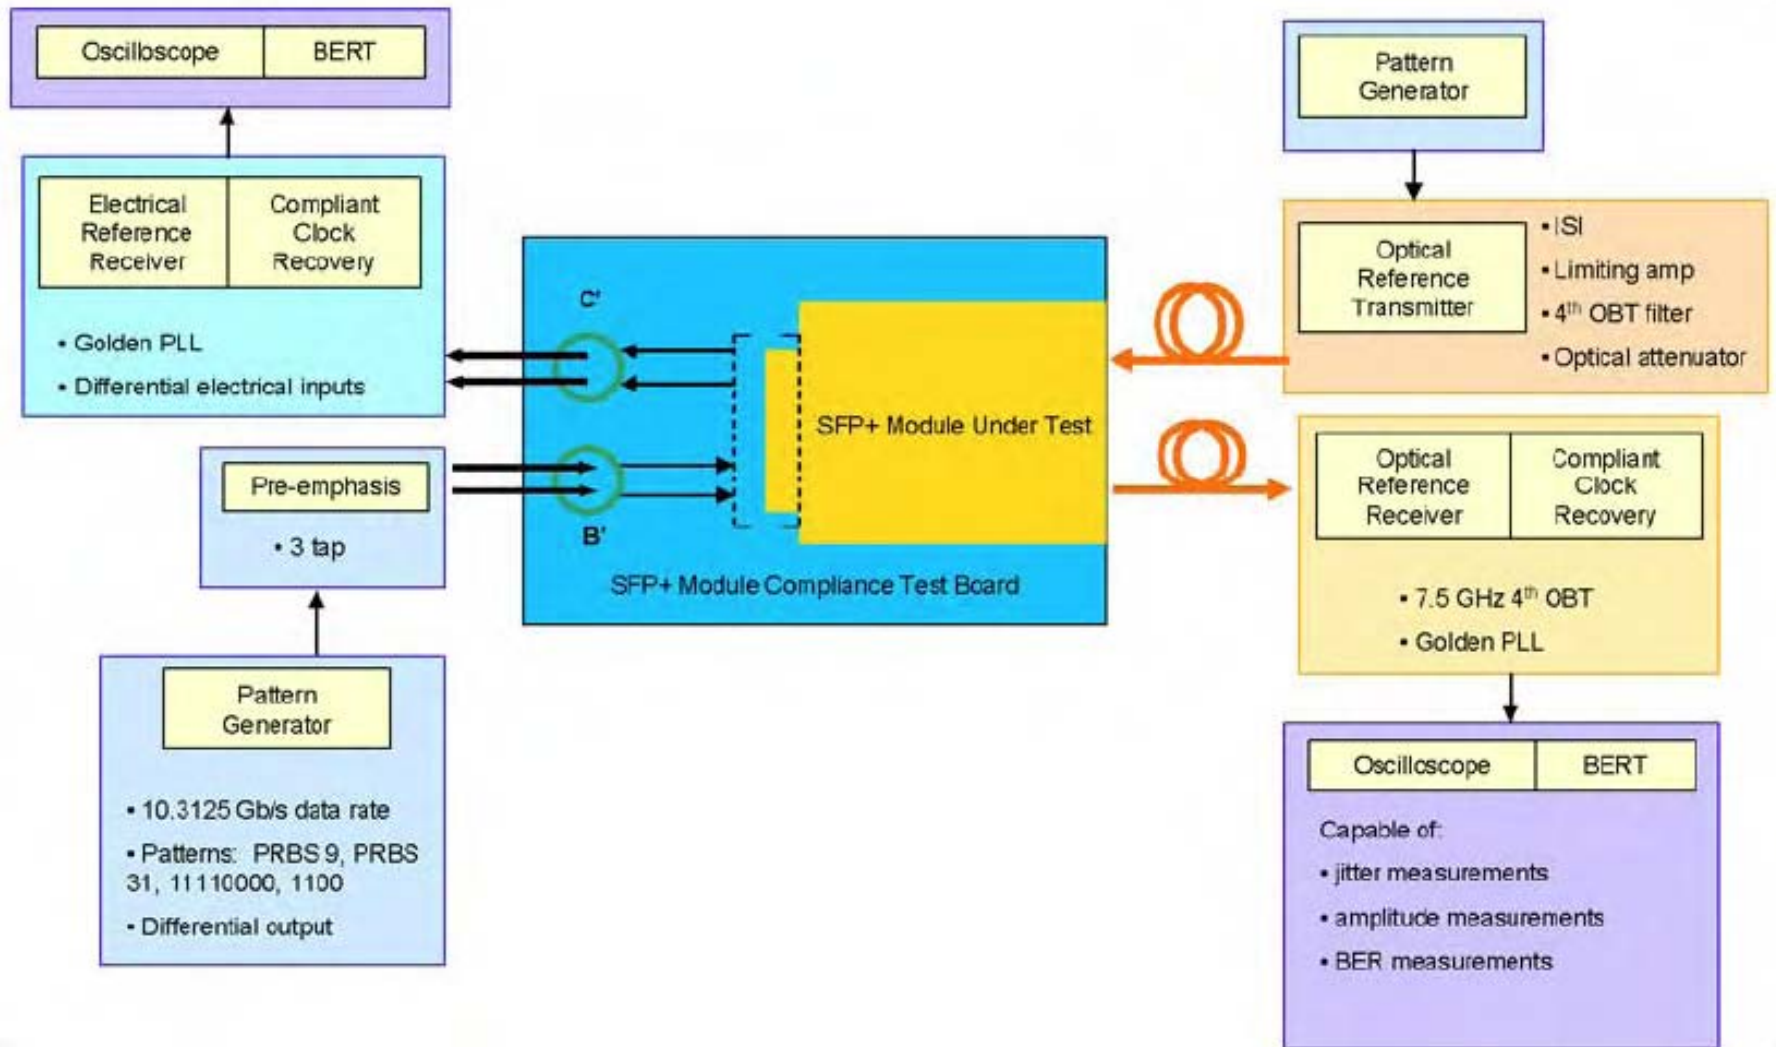 Oscilloscope
BERT
Electrical
Reference
Receiver
Compliant
Clock
Recovery
• Golden PLL
• Differential electrical inputs
Pre-emphasis
• 3 tap
Pattern
Generator
• 10.3125 Gb/s data rate
• Patterns: PRBS 9, PRBS
31, 11110000, 1100
• Differential output
C'
B'
SFP+ Module Under Test
SFP+ Module Compliance Test Board
Pattern
Generator
Optical
Reference
Transmitter
• ISI
• Limiting amp
• 4th OBT filter
• Optical attenuator
Optical
Reference
Receiver
Compliant
Clock
Recovery
• 7.5 GHz 4th OBT
• Golden PLL
Oscilloscope
BERT
Capable of:
• jitter measurements
• amplitude measurements
• BER measurements